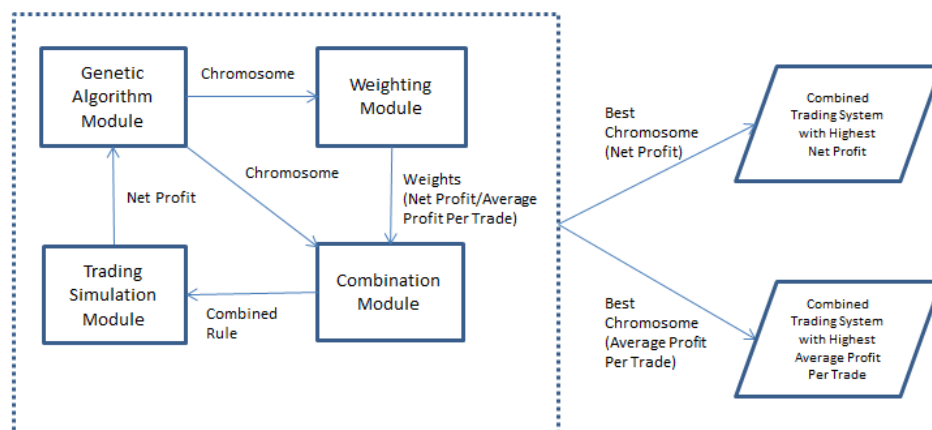 Genetic
Algorithm
Module
Chromosome
Weighting
Module
Chromosome
Weights
(Net Profit/Average
Profit Per Trade)
Net Profit
Trading
Simulation
Module
Combined
Rule
Combination
Module
Best
Chromosome
(Net Profit)
Combined
Trading System
with Highest
Net Profit
Best
Chromosome
(Average Profit
Per Trade)
Combined
Trading System
with Highest
Average Profit
Per Trade